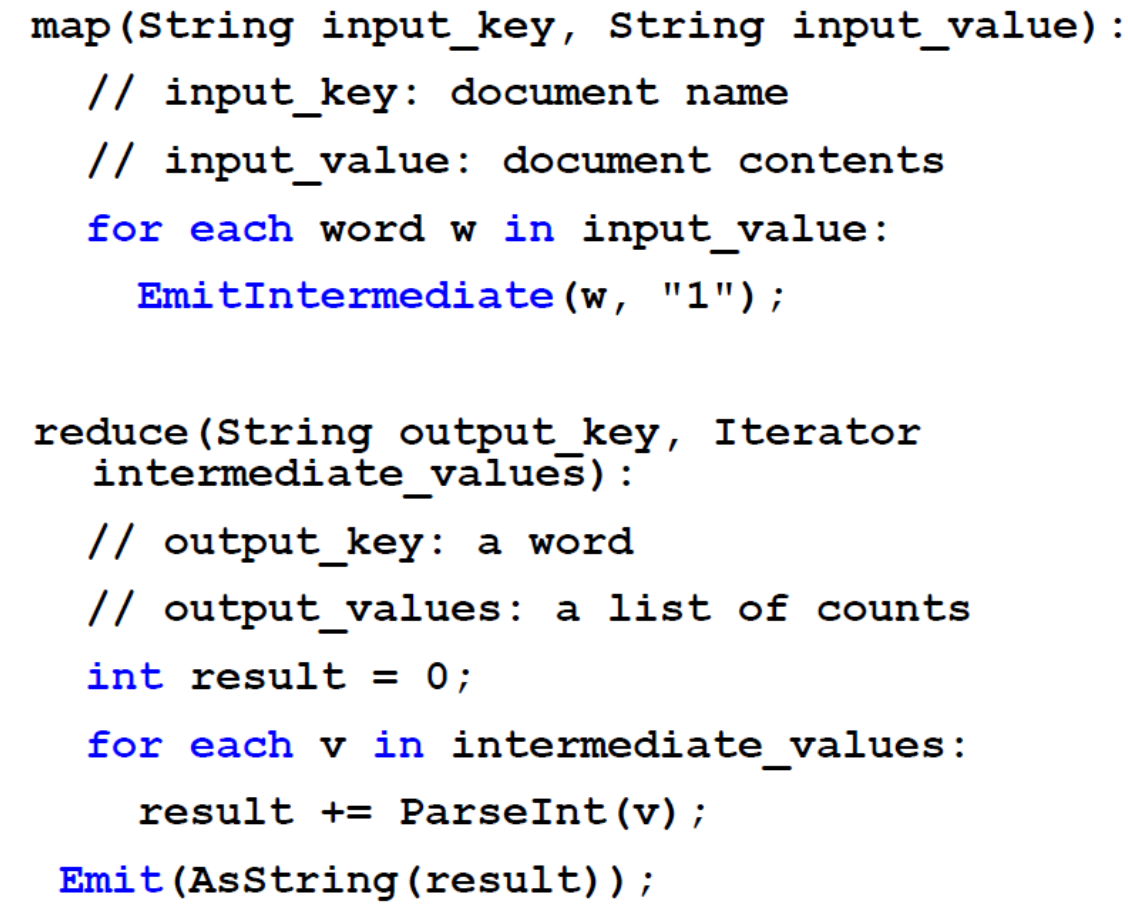 map(String input_key, String input_value):
// input_key: document name
// input_value: document contents
for each word w in input_value:
EmitIntermediate(w, "1");
reduce(String output_key, Iterator
intermediate_values):
// output_key: a word
// output_values: a list of counts
int result = 0;
for each v in intermediate_values:
result += ParseInt(v);
Emit(AsString(result));